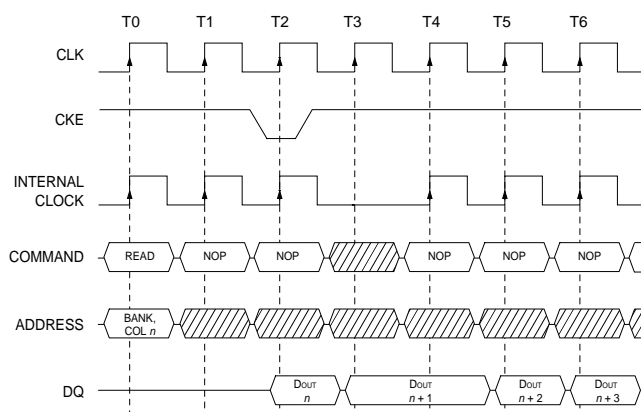 T0 T1 T2 T3 T4 T5 T6
CLK
CKE
INTERNAL
CLOCK
COMMAND READ NOP NOP NOP NOP NOP
ADDRESS BANK,
COL n
DQ DOUT DOUT DOUT DOUT
n n + 1 n + 2 n + 3